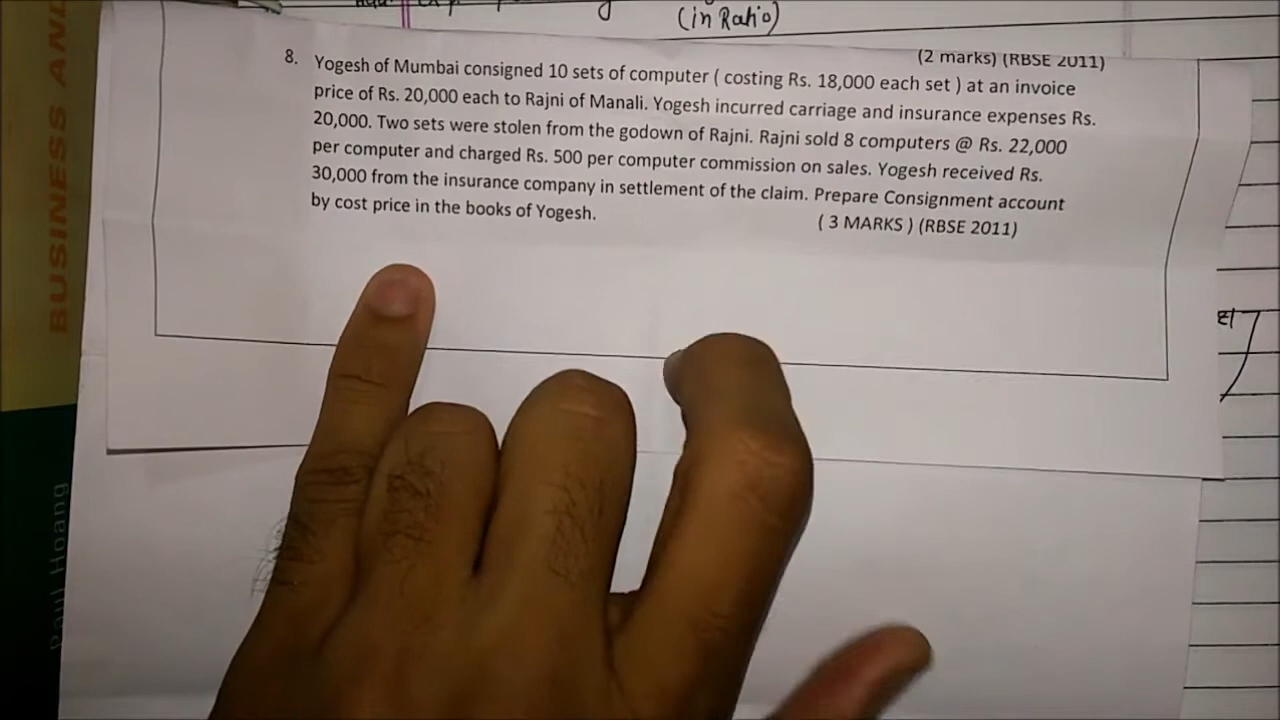 (in Ratio)
(2 marks) (RBSE 2011)
8. Yogesh of Mumbai consigned 10 sets of computer ( costing Rs. 18,000 each set ) at an invoice
price of Rs. 20,000 each to Rajni of Manali. Yogesh incurred carriage and insurance expenses Rs.
20,000. Two sets were stolen from the godown of Rajni. Rajni sold 8 computers @ Rs. 22,000
per computer and charged Rs. 500 per computer commission on sales. Yogesh received Rs.
30,000 from the insurance company in settlement of the claim. Prepare Consignment account
by cost price in the books of Yogesh.
( 3 MARKS ) (RBSE 2011)
BUSINESS AND
Paul Hoang